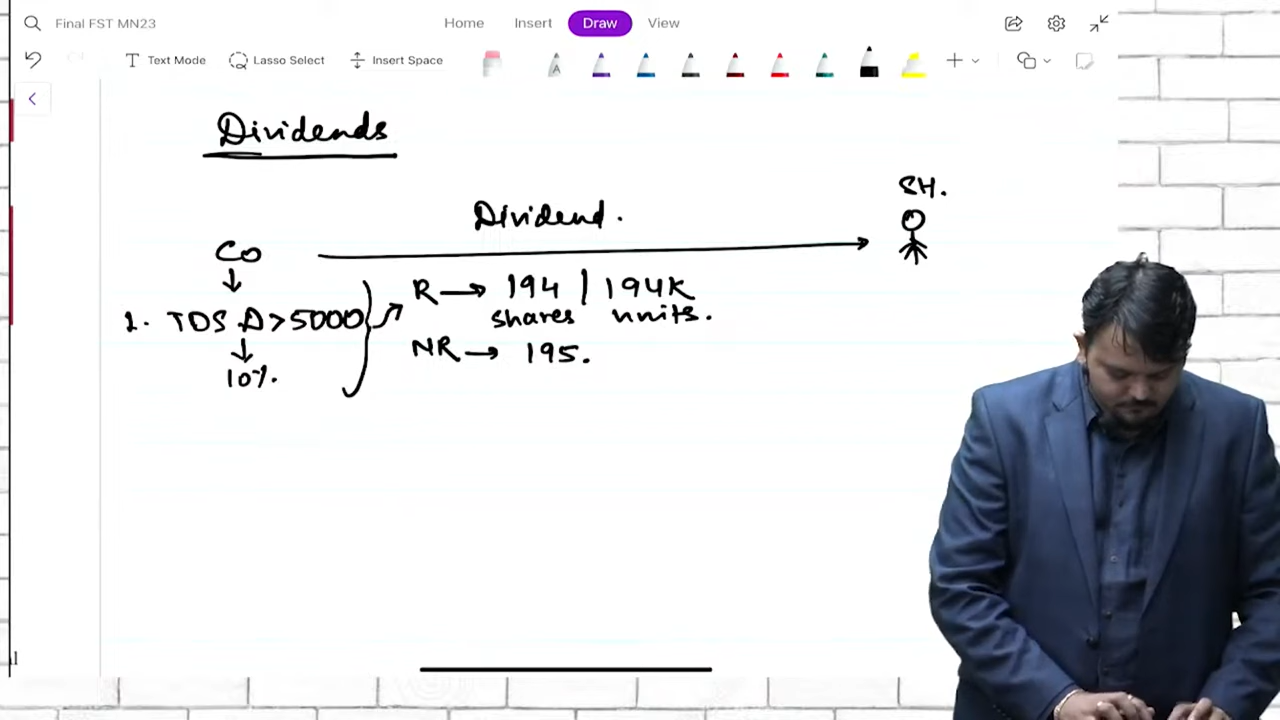 Final FST MN23
Home Insert Draw View
Text Mode Lasso Select Insert Space
A
Dividends
SH.
Dividend.
Co
R → 194 | 194K
1. TDS D > 5000
shares units.
NR → 195.
10%.